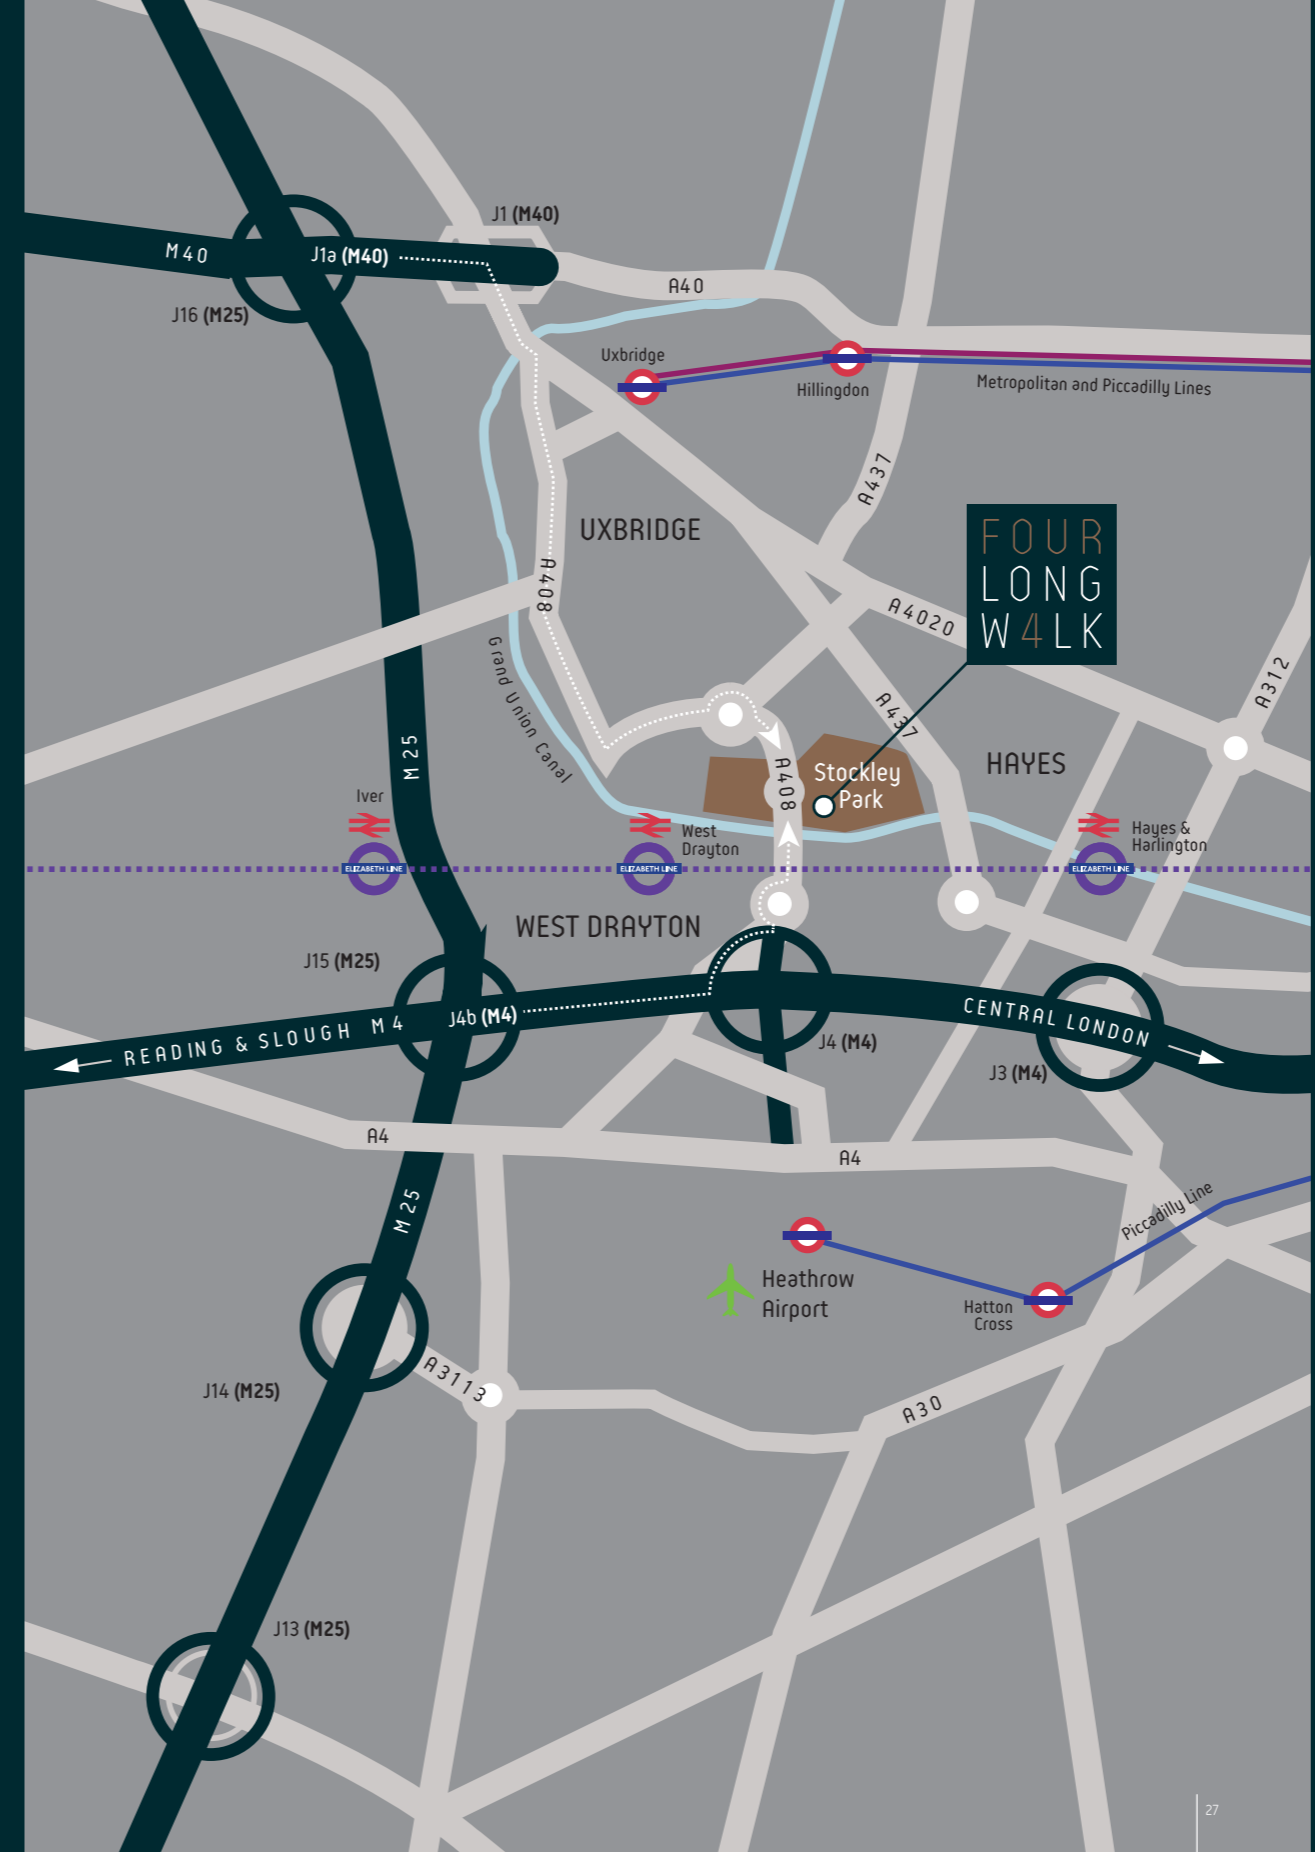 J1 (M40)
M40
J1a (M40)
A40
J16 (M25)
Uxbridge
Hillingdon
Metropolitan and Piccadilly Lines
A437
UXBRIDGE
FOUR
LONG
W4LK
A408
A4020
Grand Union Canal
A312
A437
M25
HAYES
A408
Stockley
Park
Iver
West
Drayton
Hayes &
Harlington
ELIZABETH LINE
ELIZABETH LINE
ELIZABETH LINE
WEST DRAYTON
J15 (M25)
READING & SLOUGH M4
J4b (M4)
CENTRAL LONDON
J4 (M4)
J3 (M4)
A4
A4
M25
Piccadilly Line
Heathrow
Airport
Hatton
Cross
A3113
J14 (M25)
A30
J13 (M25)
27